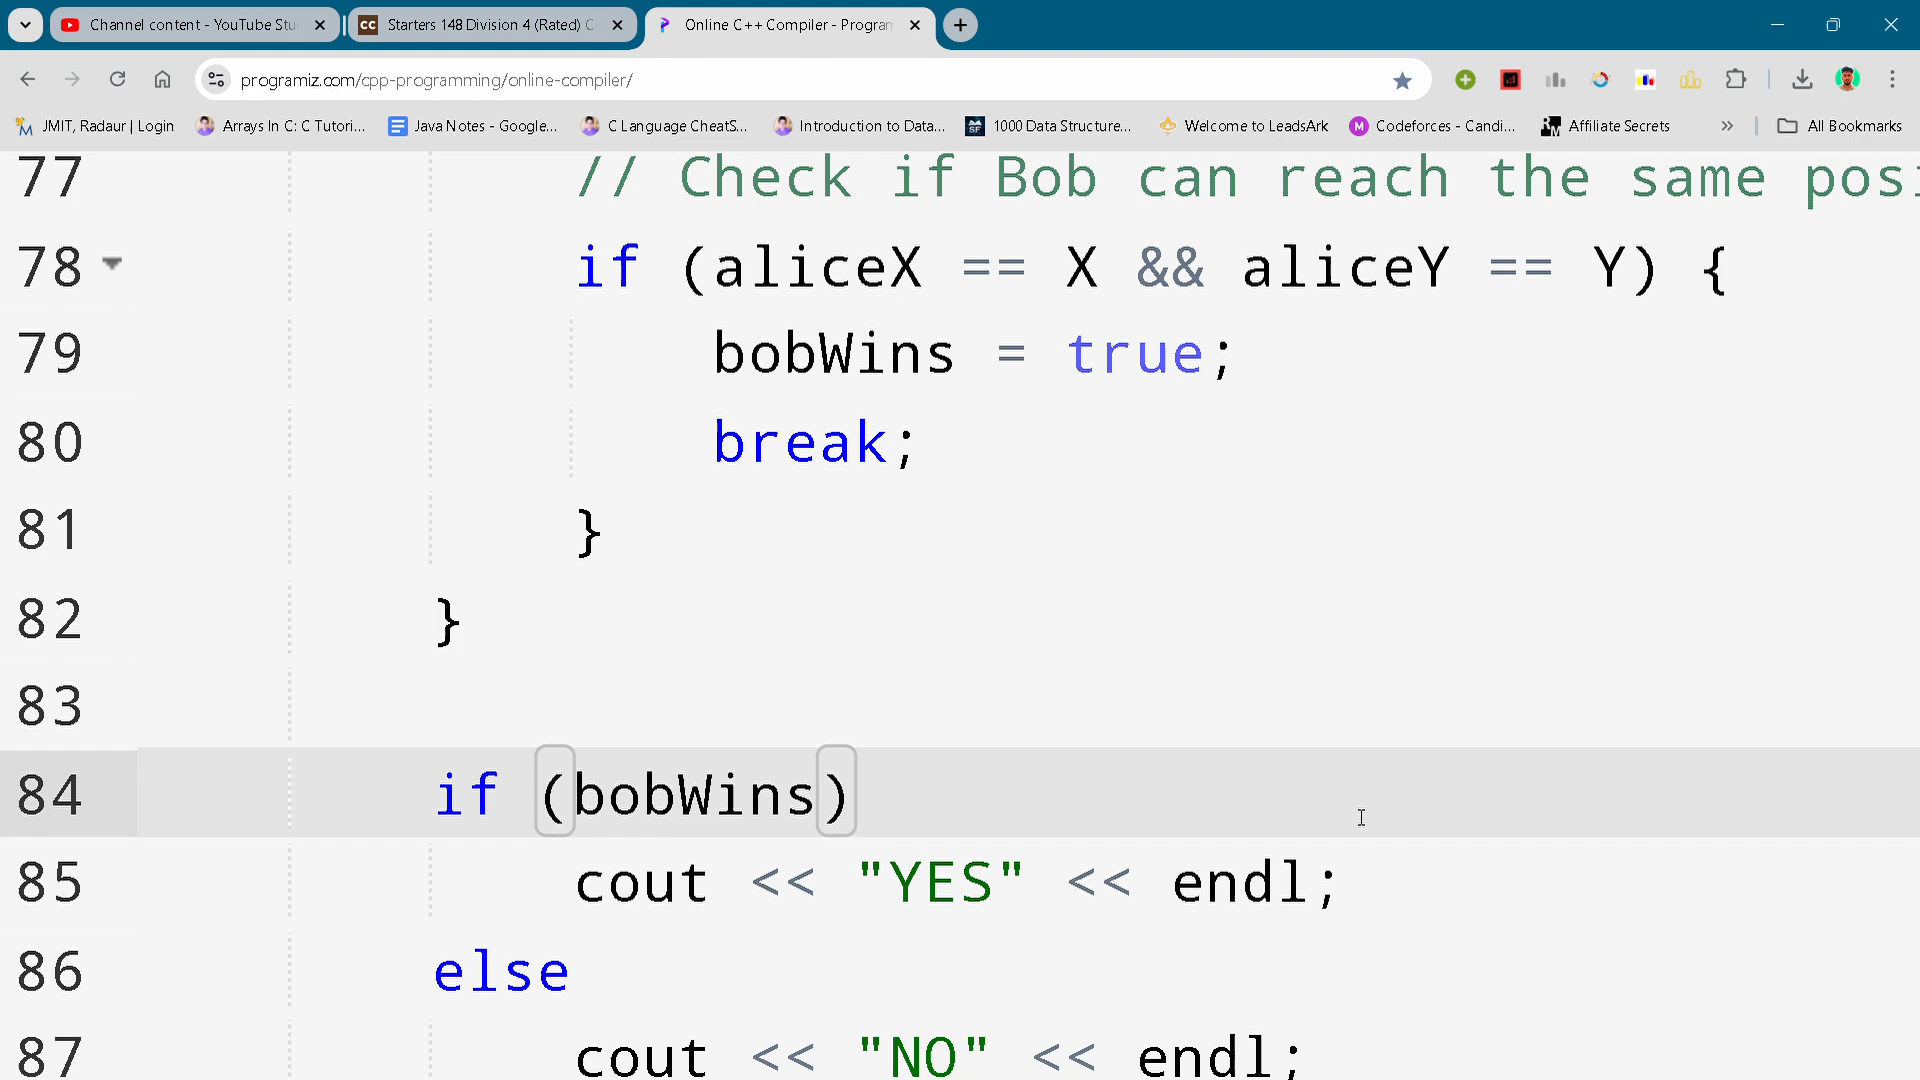 Channel content - YouTube Stu
Starters 148 Division 4 (Rated) C
Online C++ Compiler - Program
programiz.com/cpp-programming/online-compiler/
JMIT, Radaur | Login
Arrays In C: C Tutori...
Java Notes - Google...
C Language CheatS...
Introduction to Data...
1000 Data Structure...
Welcome to LeadsArk
Codeforces - Candi...
Affiliate Secrets
All Bookmarks
77 // Check if Bob can reach the same posi
78 if (aliceX == X && aliceY == Y) {
79 bobWins = true;
80 break;
81 }
82 }
83
84 if (bobWins)
85 cout << "YES" << endl;
86 else
87 cout << "NO" << endl;